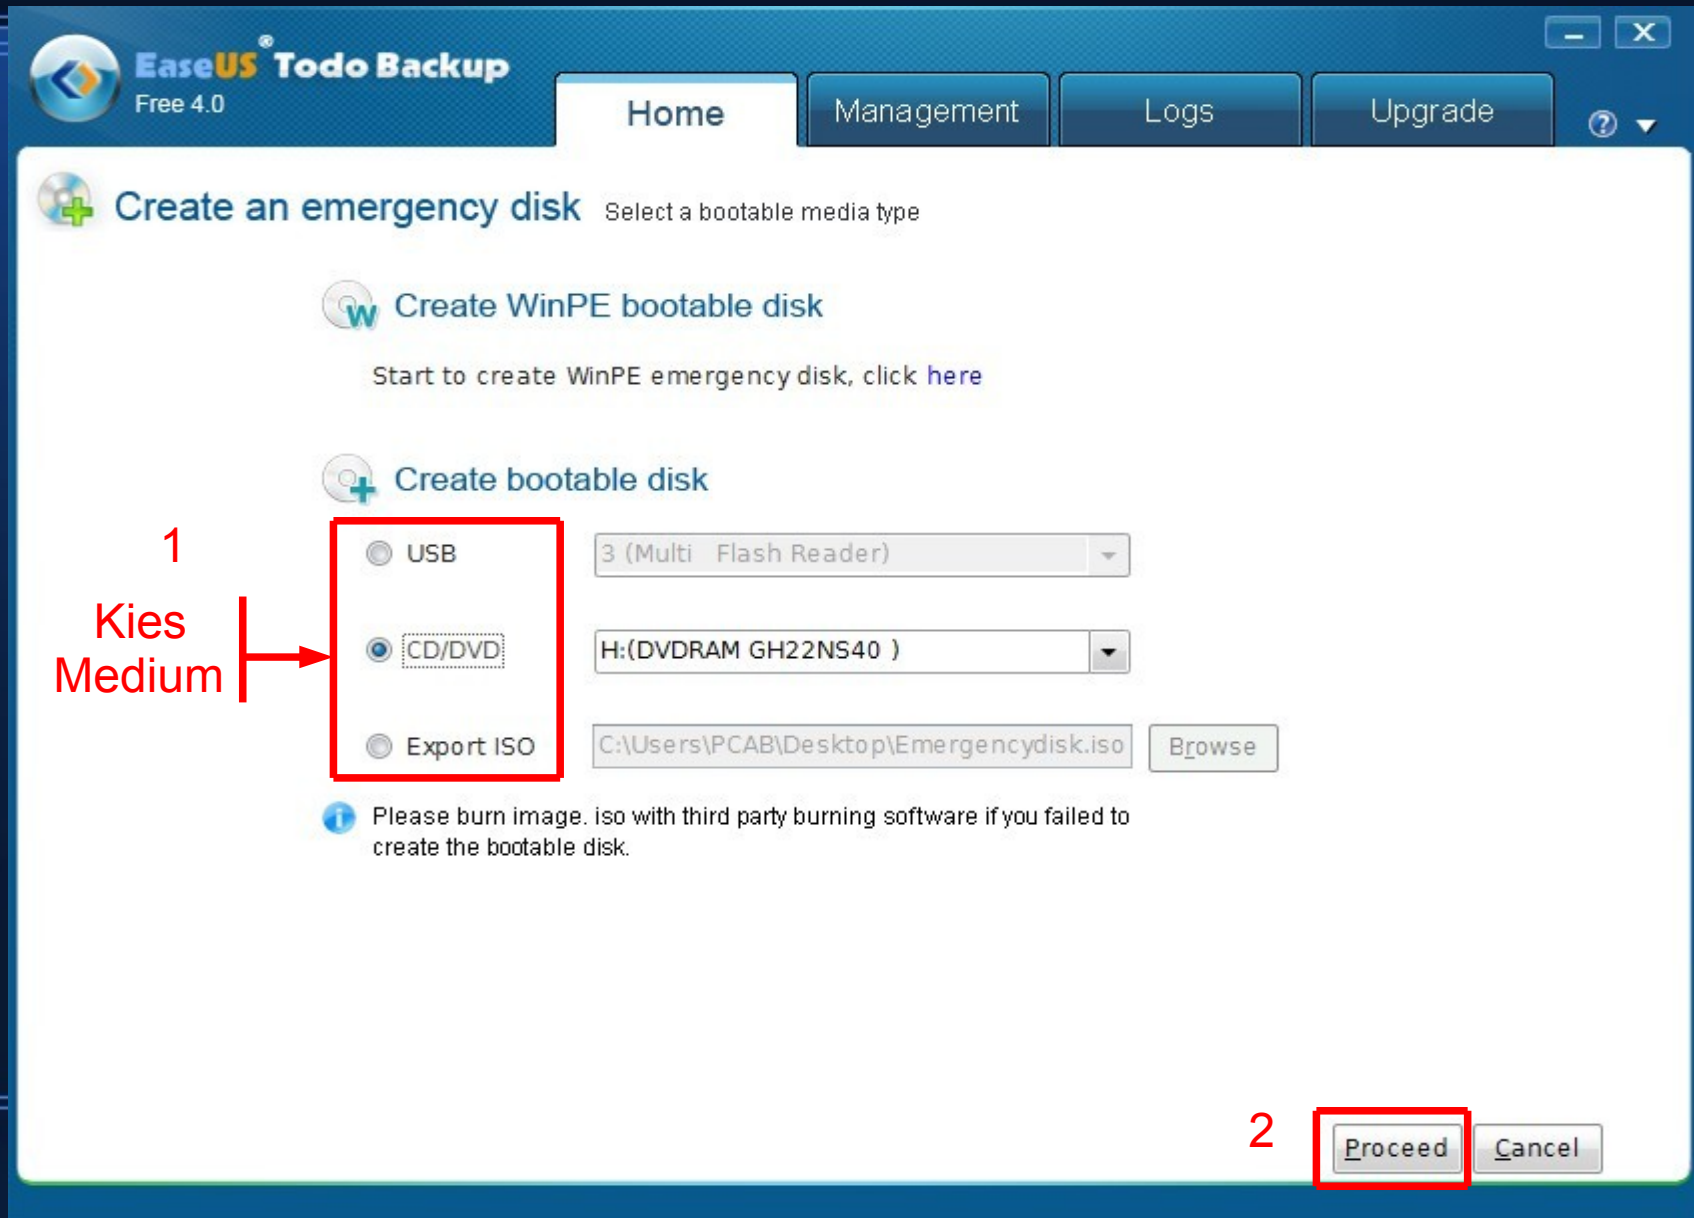 EaseUS® Todo Backup
Free 4.0
Home
Management
Logs
Upgrade
?
Create an emergency disk Select a bootable media type
W Create WinPE bootable disk
Start to create WinPE emergency disk, click here
Create bootable disk
1
Kies
Medium
USB 3 (Multi Flash Reader)
CD/DVD H:(DVDRAM GH22NS40 )
Export ISO C:\Users\PCAB\Desktop\Emergencydisk.iso Browse
i Please burn image. iso with third party burning software if you failed to
create the bootable disk.
2
Proceed Cancel